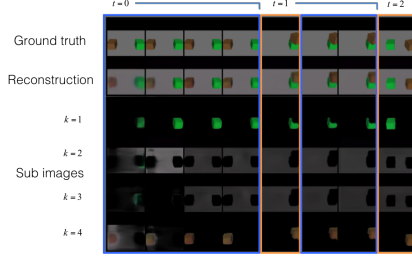 t = 0 t = 1 t = 2
Ground truth
Reconstruction
k = 1
k = 2
Sub images
k = 3
k = 4